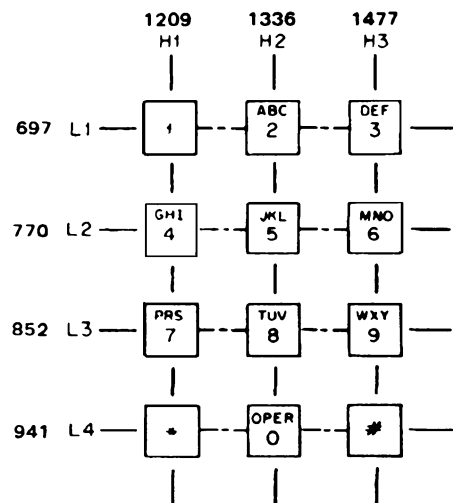 1209 1336 1477
H1 H2 H3
ABC DEF
697 L1 1 2 3
GHI JKL MNO
770 L2 4 5 6
PRS TUV WXY
852 L3 7 8 9
OPER
941 L4 * 0 #